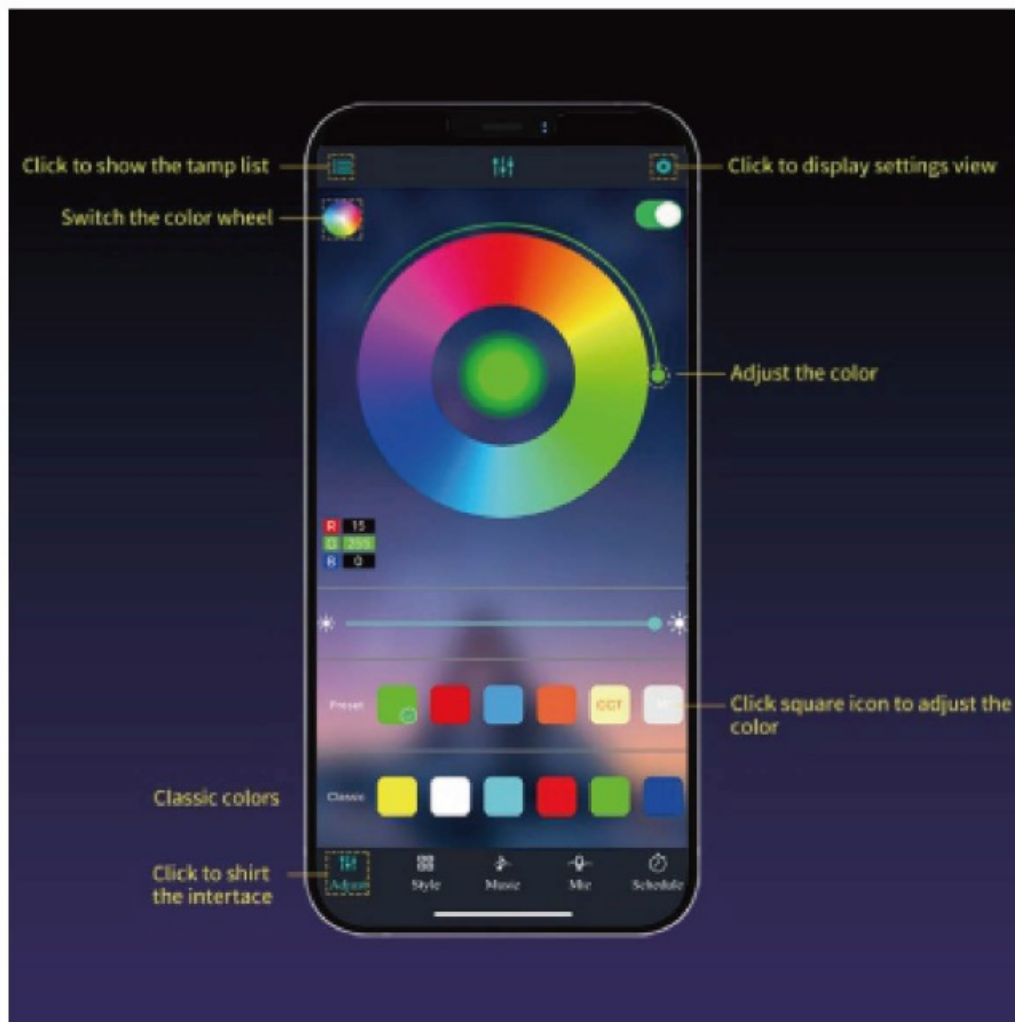 Click to show the tamp list
Click to display settings view
Switch the color wheel
Adjust the color
R 15
G 255
B 0
Preset
CCT
Click square icon to adjust the
color
Classic colors
Classic
Click to shirt
the intertace
Adjust
Style
Music
Mic
Schedule